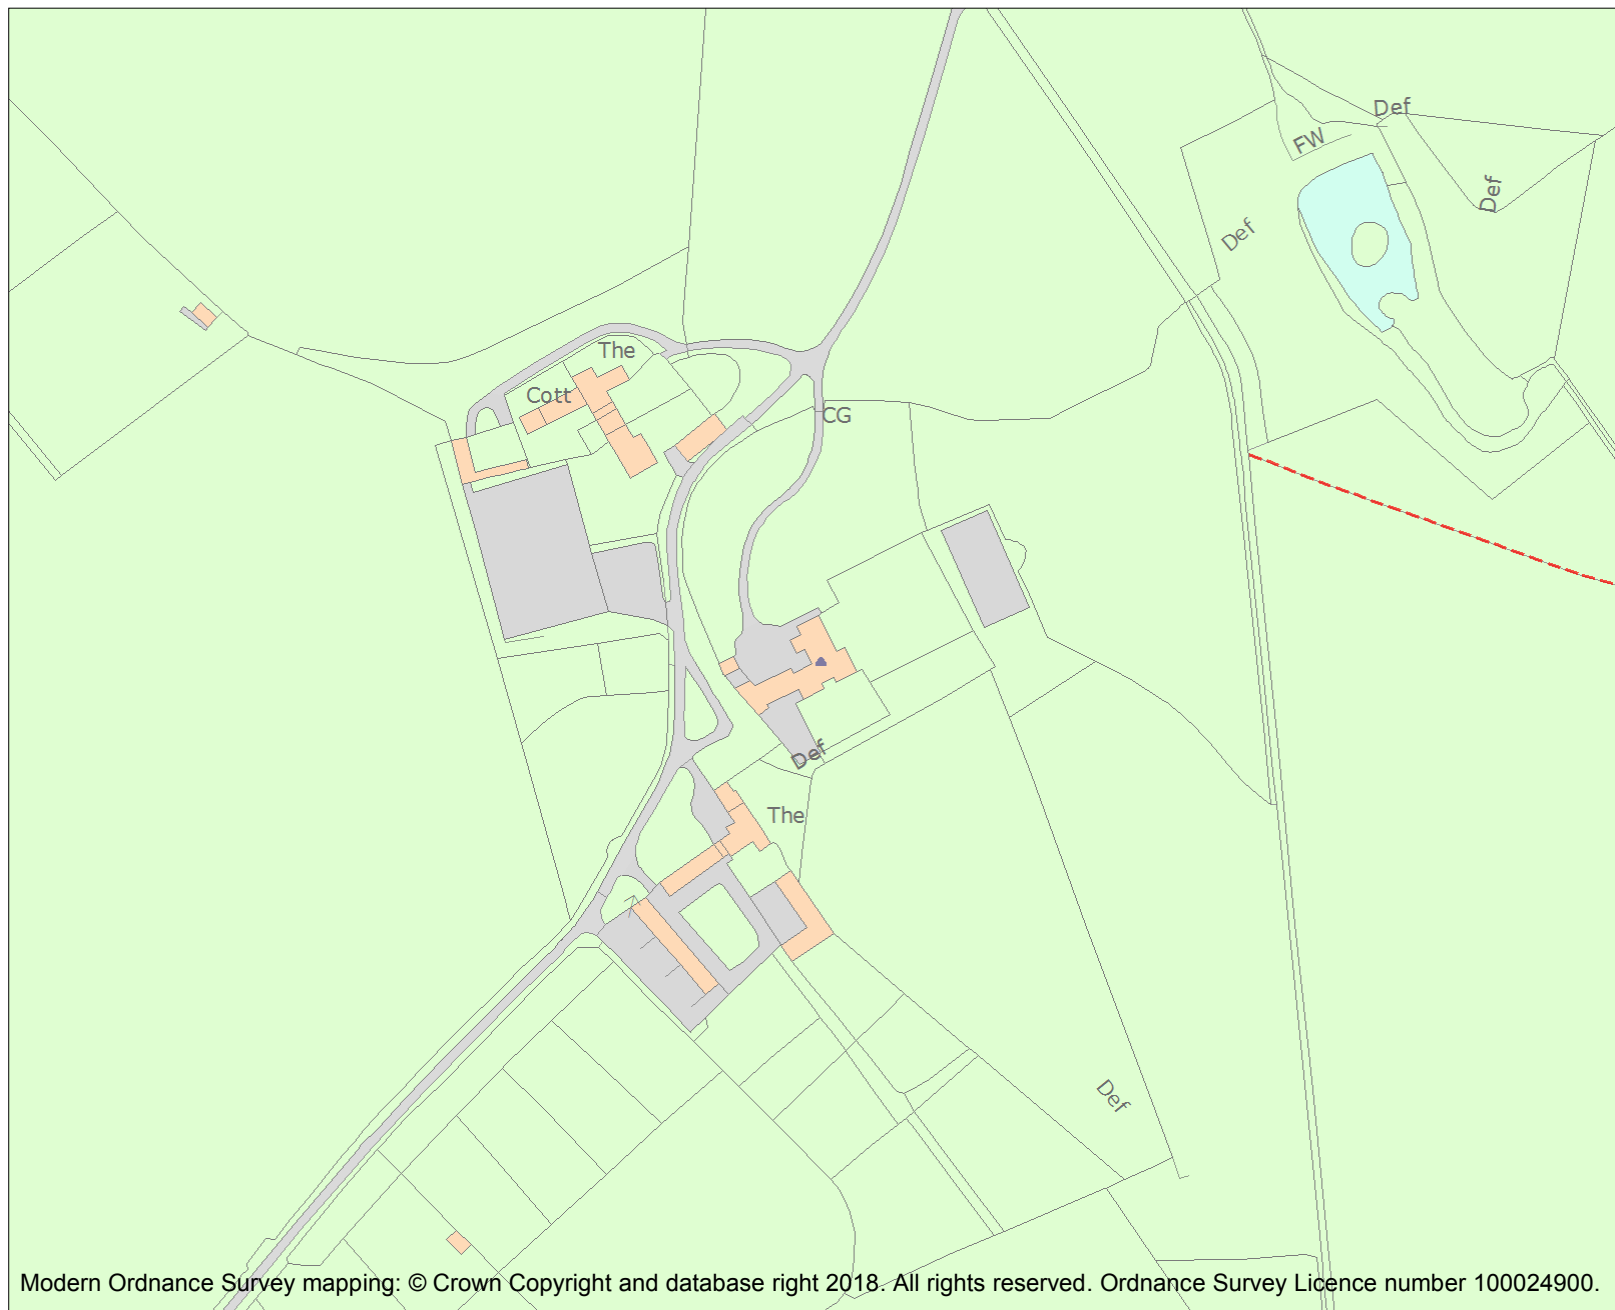 Def
FW
Def
Def
The
Cott
CG
Def
The
Def
Modern Ordnance Survey mapping: © Crown Copyright and database right 2018. All rights reserved. Ordnance Survey Licence number 100024900.